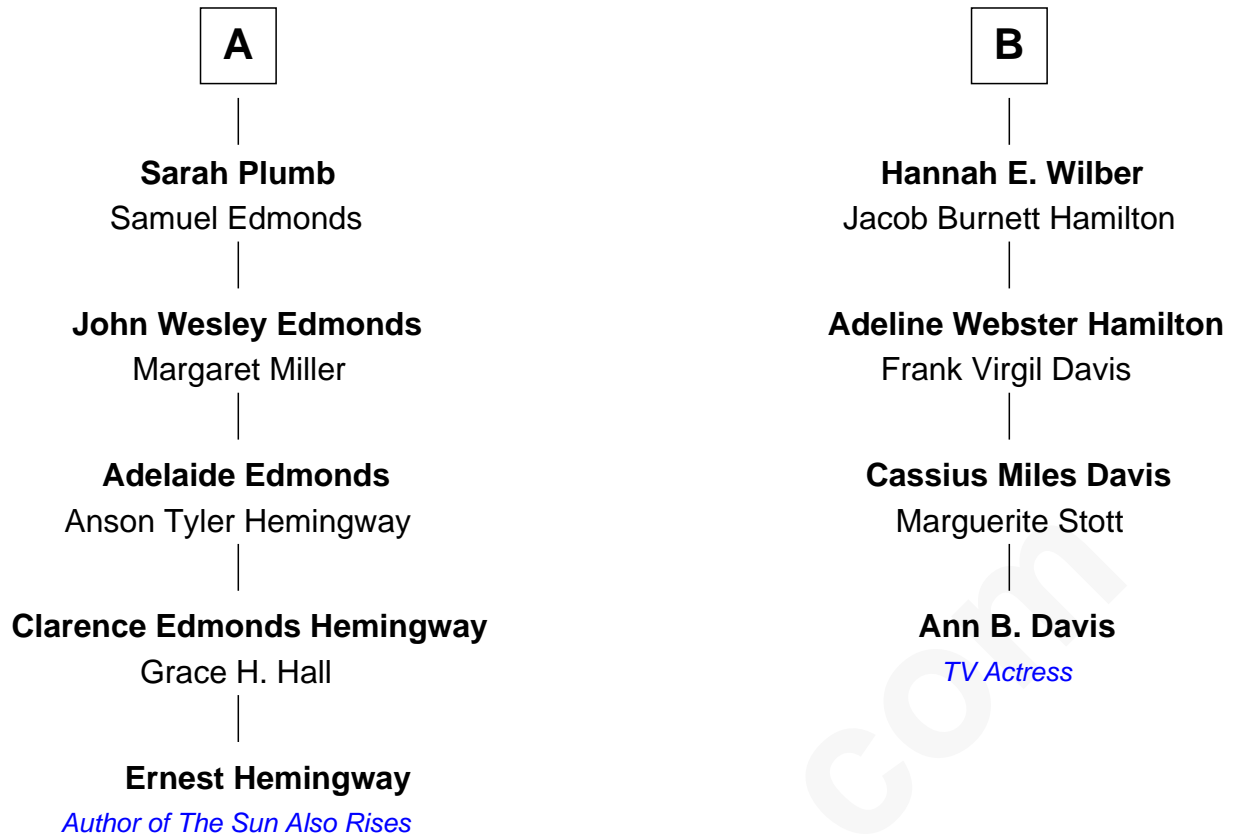 A
B
Sarah Plumb
Samuel Edmonds
Hannah E. Wilber
Jacob Burnett Hamilton
John Wesley Edmonds
Margaret Miller
Adeline Webster Hamilton
Frank Virgil Davis
Adelaide Edmonds
Anson Tyler Hemingway
Cassius Miles Davis
Marguerite Stott
Clarence Edmonds Hemingway
Grace H. Hall
Ann B. Davis
TV Actress
Ernest Hemingway
Author of The Sun Also Rises
com